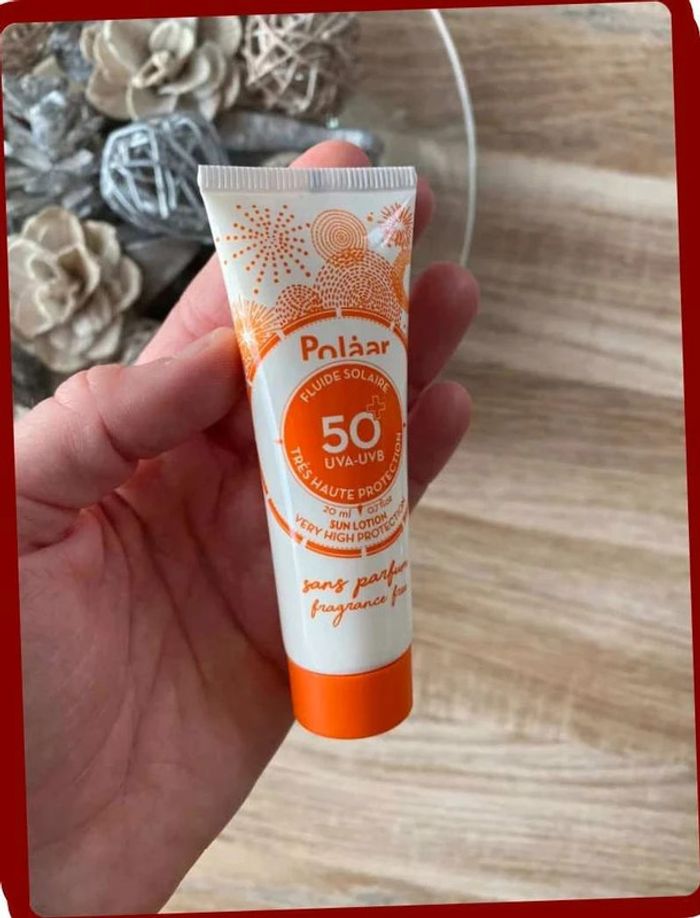 Polåar
FLUIDE SOLAIRE
50+
UVA-UVB
TRÈS HAUTE PROTECTION
20 ml
SUN LOTION
VERY HIGH PROTECTION
sans parfum
fragrance free